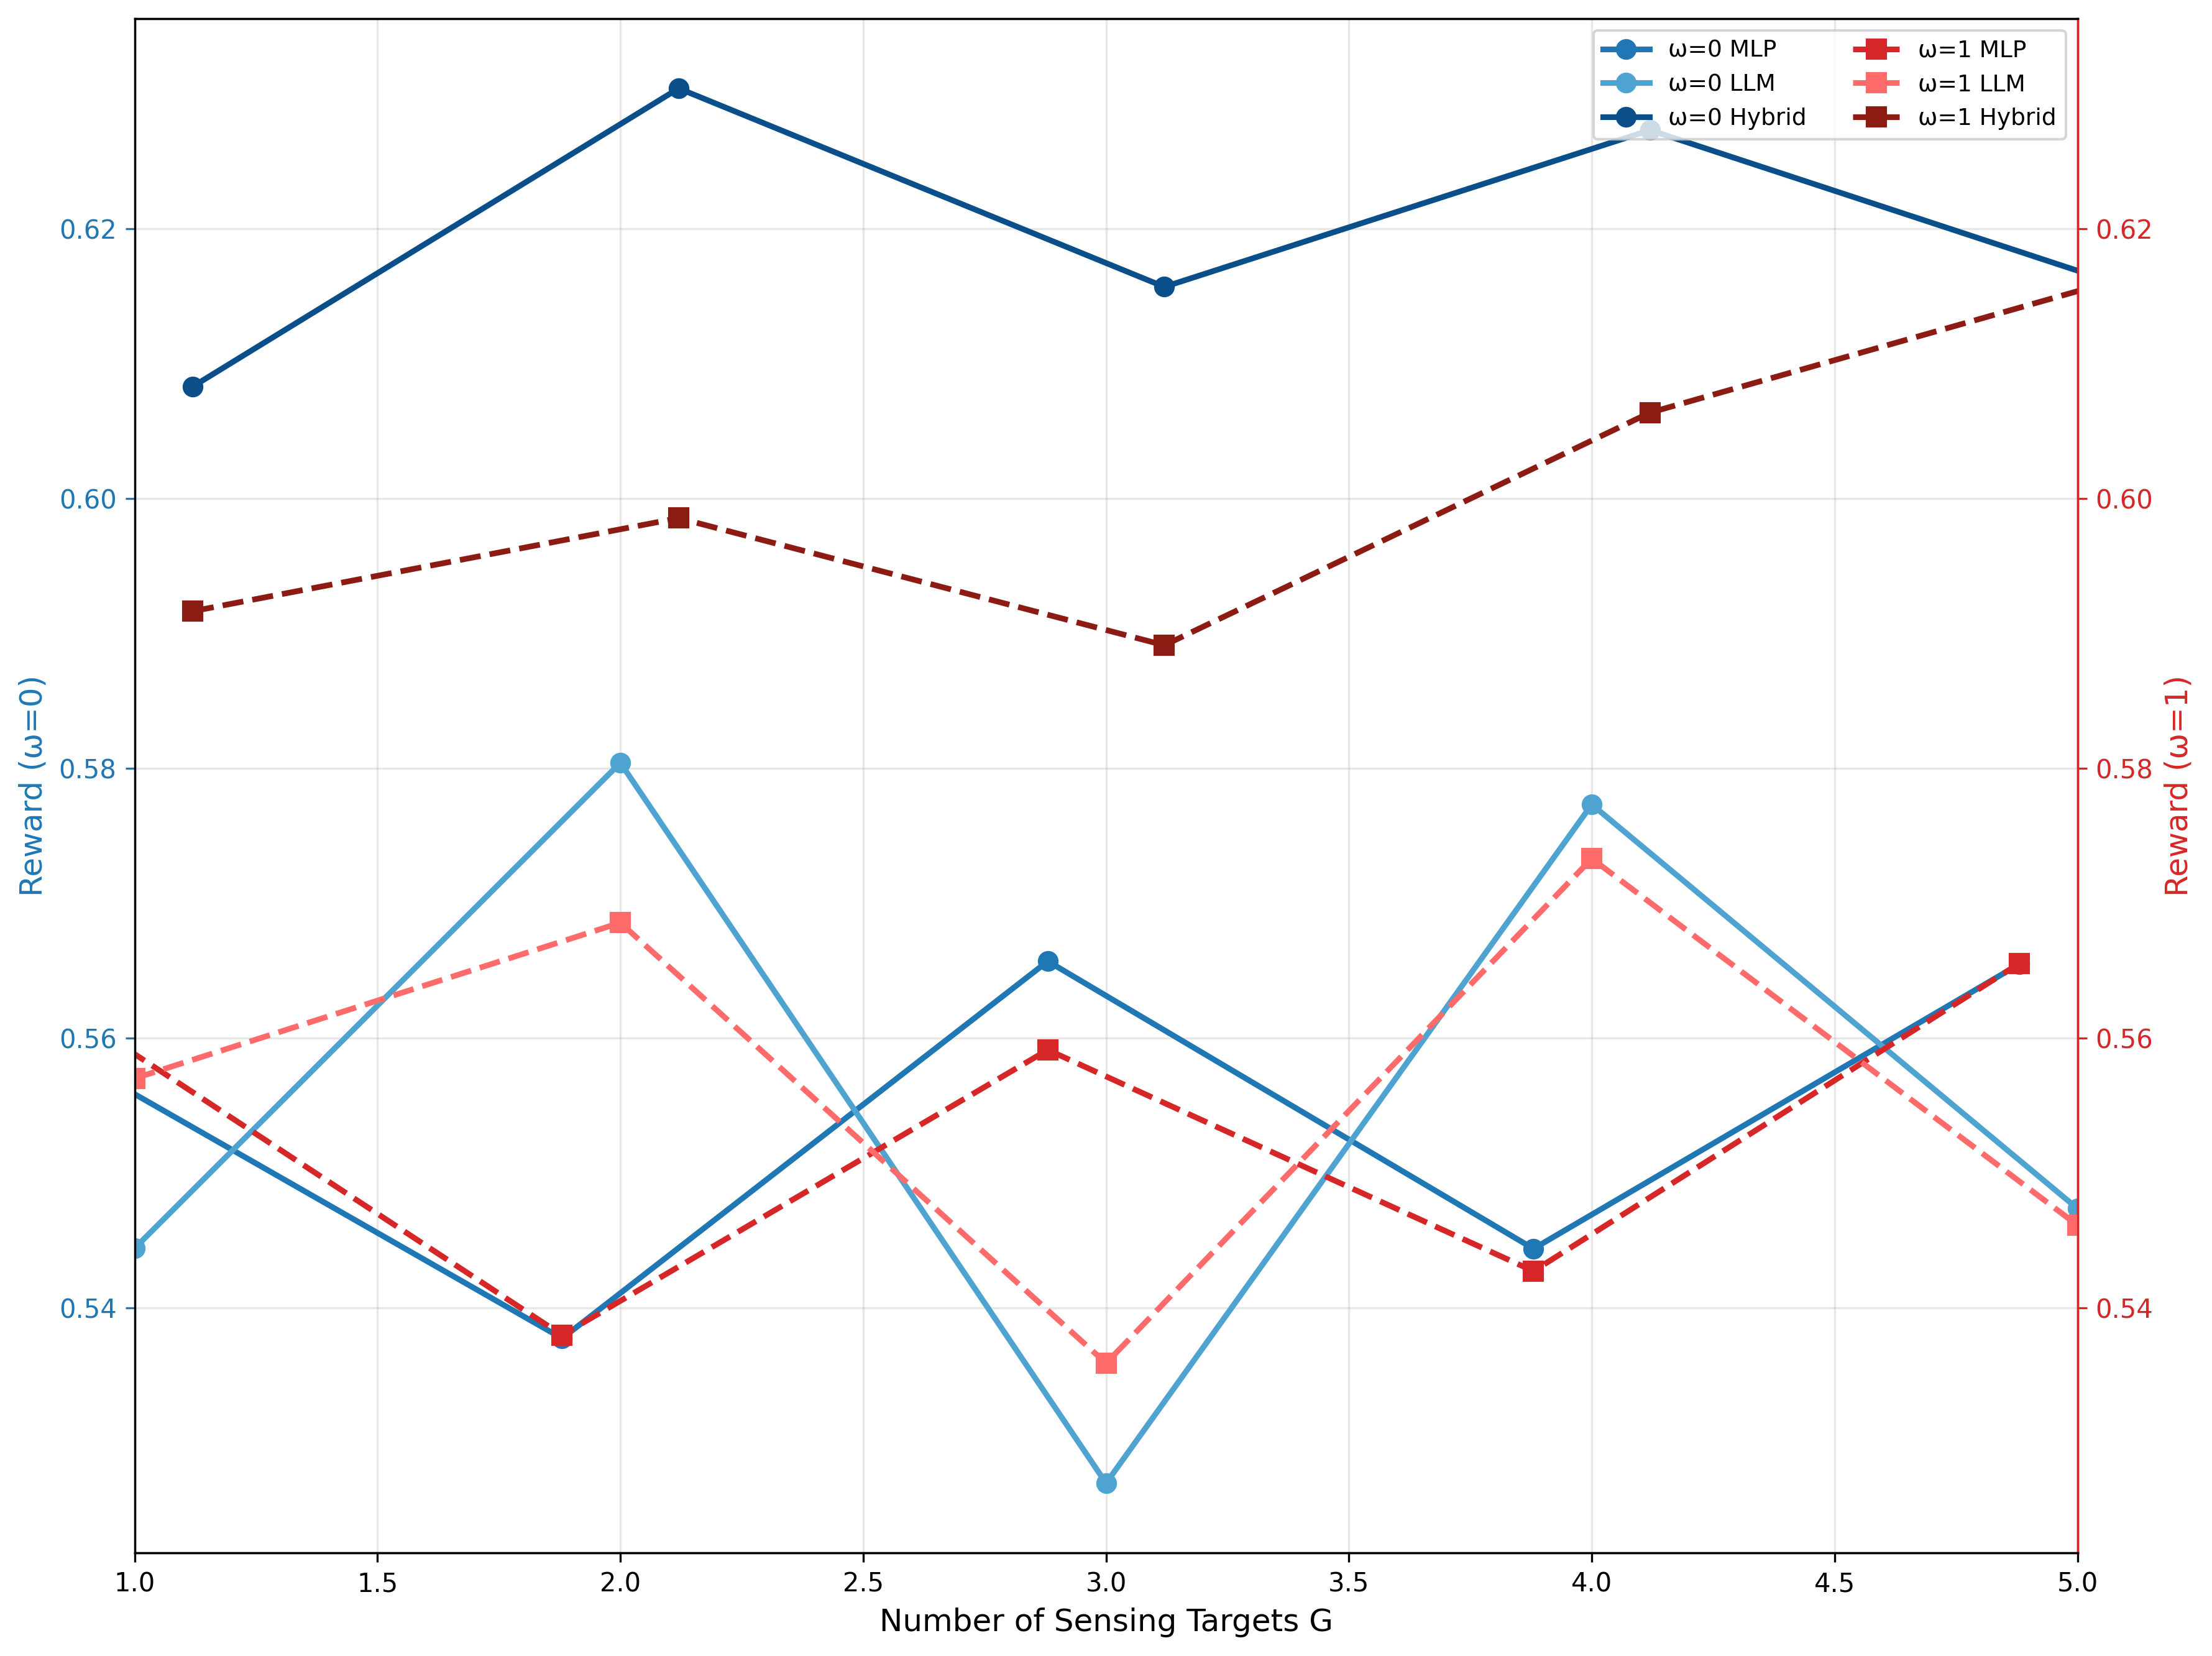 ω=0 MLP
ω=0 LLM
ω=0 Hybrid
ω=1 MLP
ω=1 LLM
ω=1 Hybrid
Reward (ω=0)
0.62
0.60
0.58
0.56
0.54
0.62
0.60
0.58
0.56
0.54
Reward (ω=1)
1.0 1.5 2.0 2.5 3.0 3.5 4.0 4.5 5.0
Number of Sensing Targets G